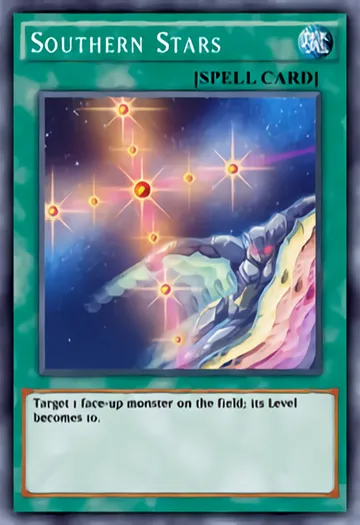 Southern Stars
[SPELL CARD]
Target 1 face-up monster on the field; its Level
becomes 10.